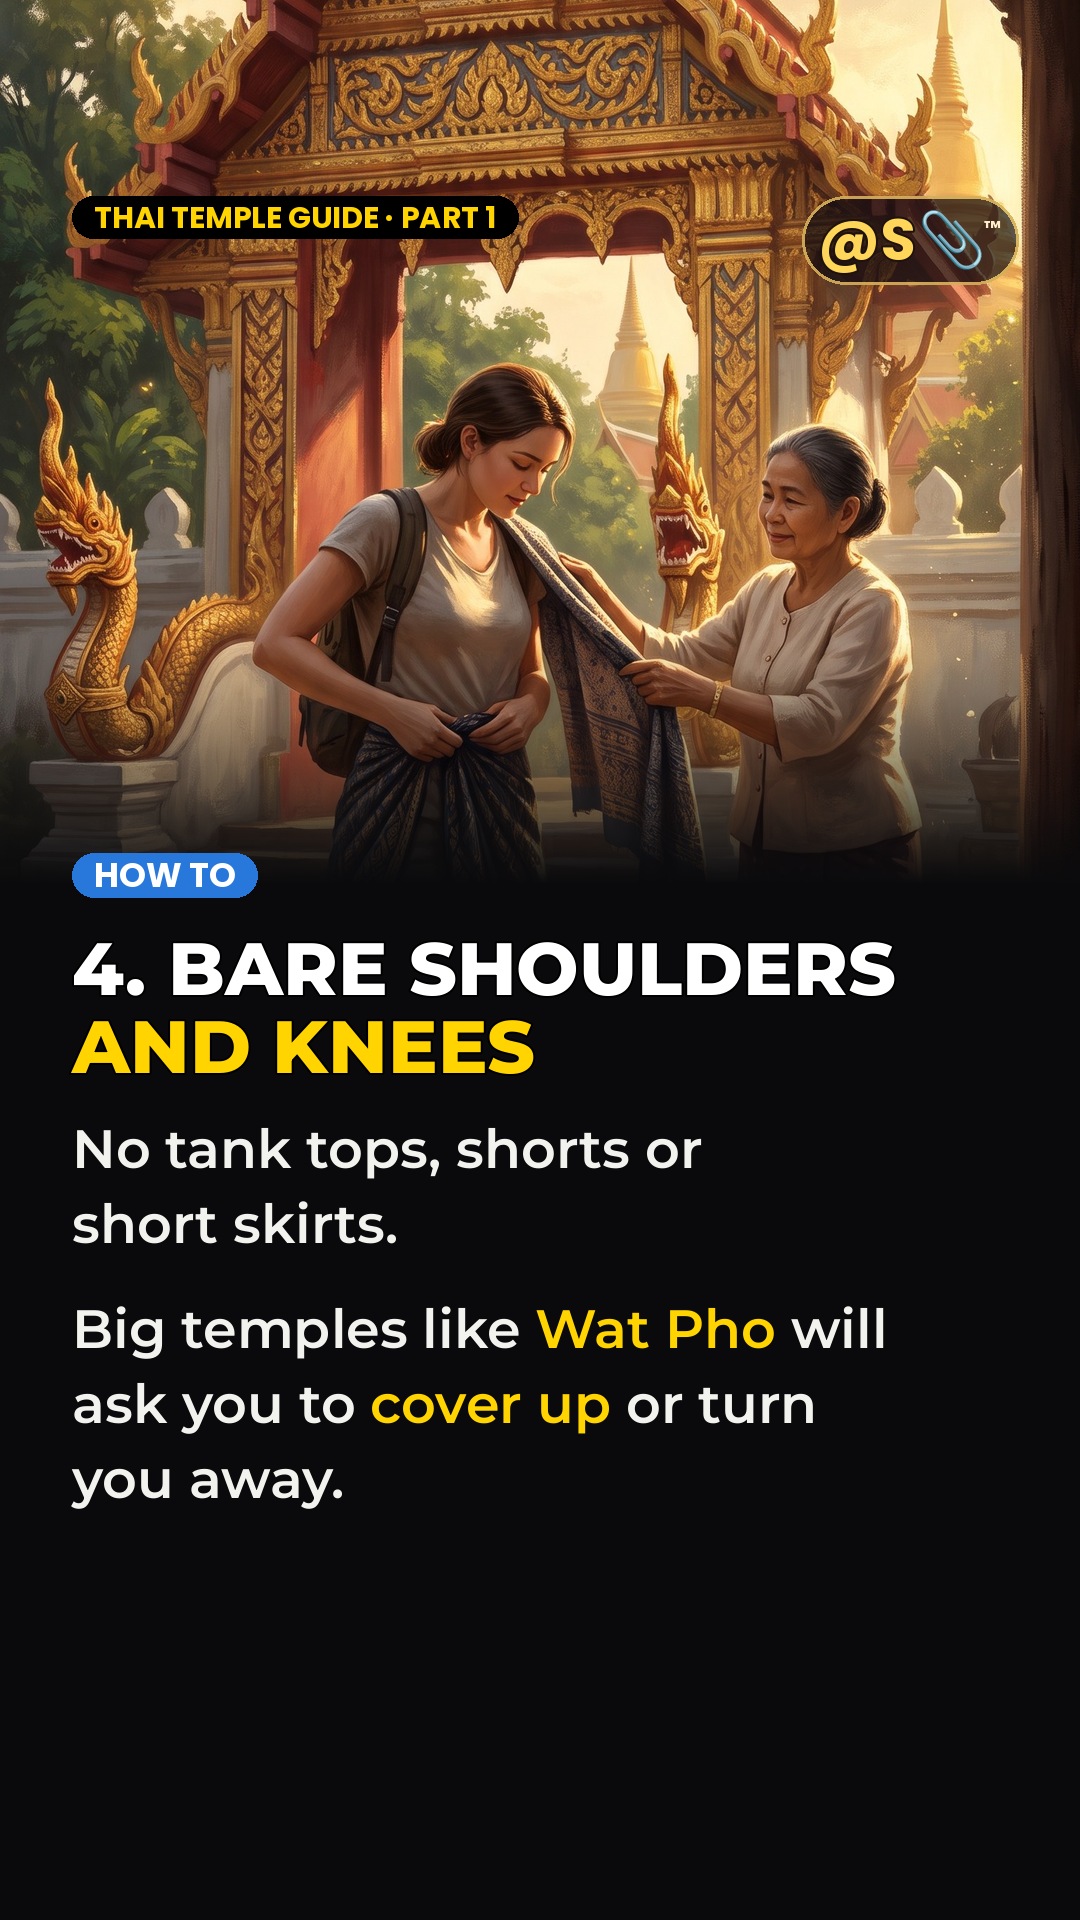 THAI TEMPLE GUIDE · PART 1
@S📎™
HOW TO
4. BARE SHOULDERS
AND KNEES
No tank tops, shorts or
short skirts.
Big temples like Wat Pho will
ask you to cover up or turn
you away.